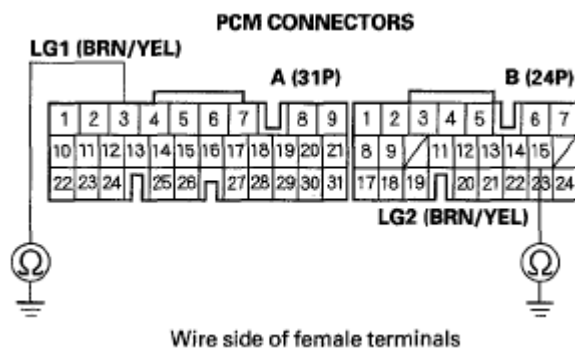 PCM CONNECTORS
LG1 (BRN/YEL)
A (31P) B (24P)
1 2 3 4 5 6 7 8 9 1 2 3 4 5 6 7
10 11 12 13 14 15 16 17 18 19 20 21 8 9 11 12 13 14 15
22 23 24 25 26 27 28 29 30 31 17 18 19 20 21 22 23 24
LG2 (BRN/YEL)
Ω Ω
Wire side of female terminals